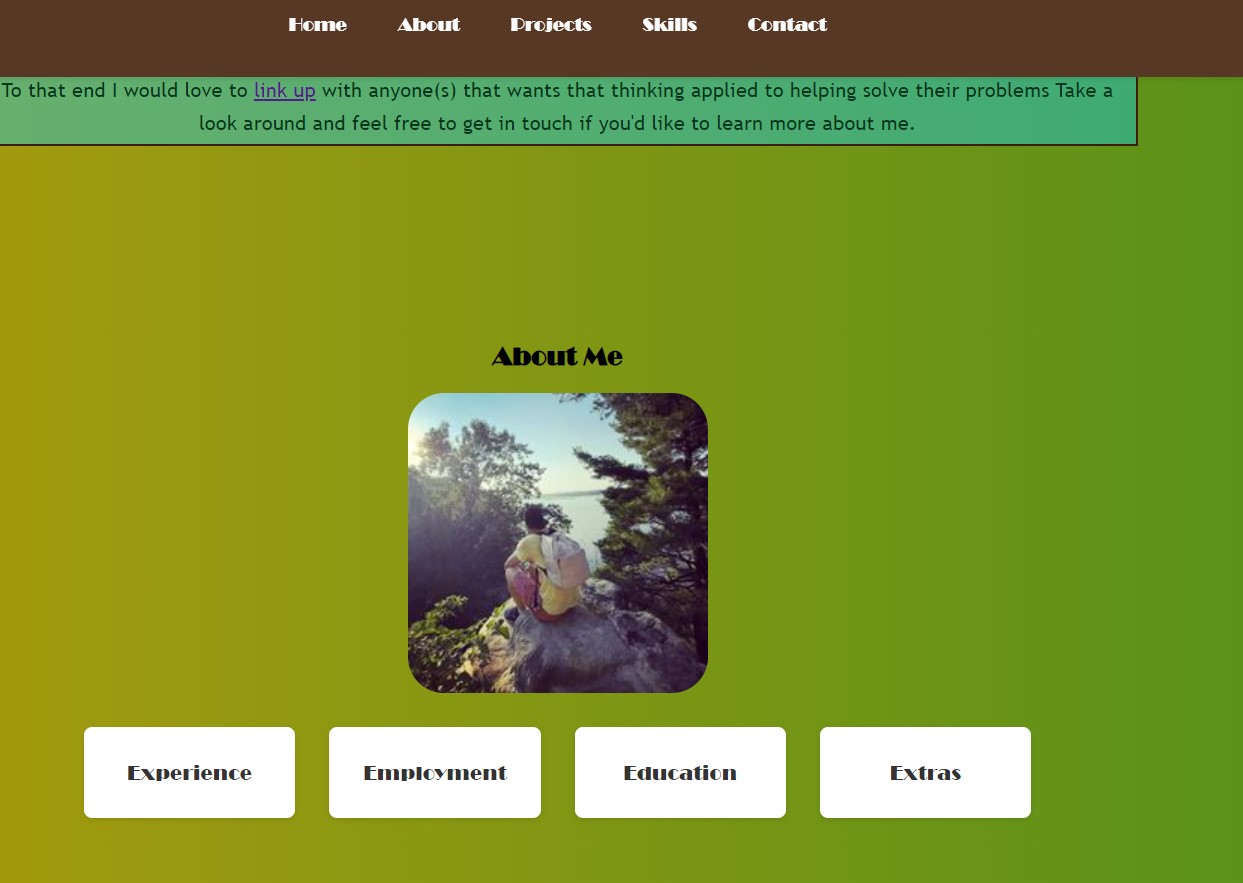 Home About Projects Skills Contact
To that end I would love to link up with anyone(s) that wants that thinking applied to helping solve their problems Take a
look around and feel free to get in touch if you'd like to learn more about me.
About Me
Experience Employment Education Extras